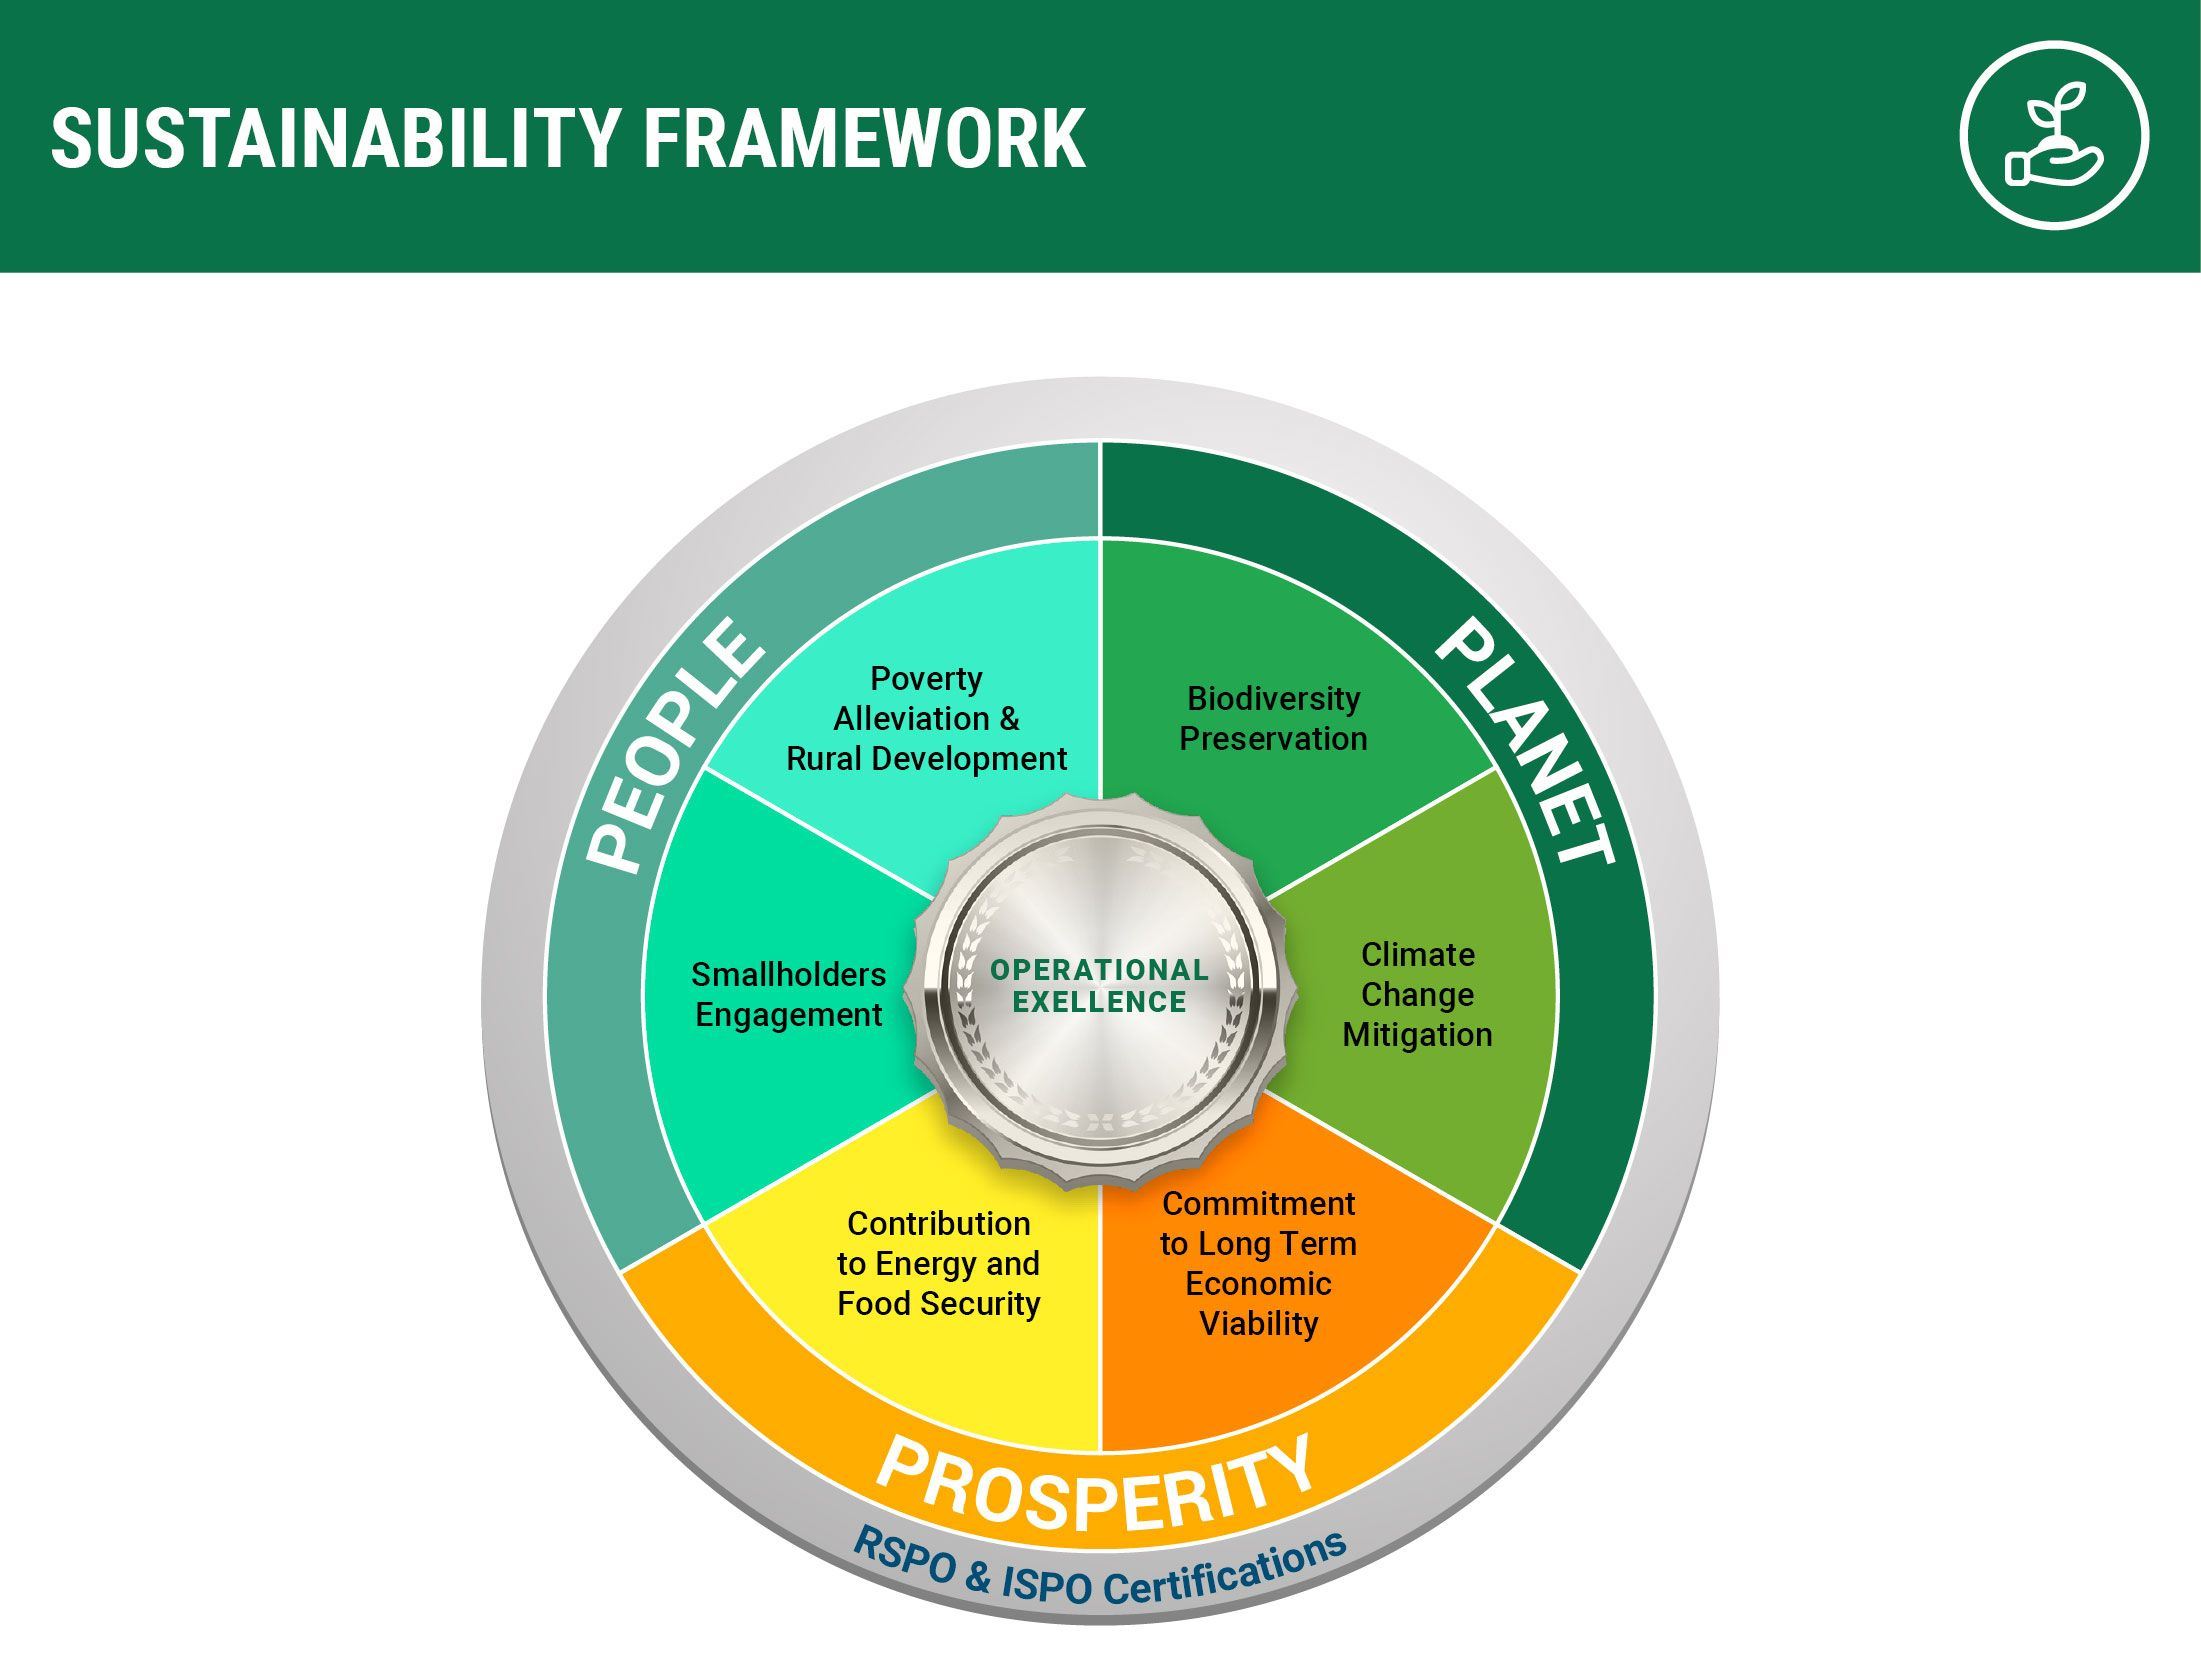 SUSTAINABILITY FRAMEWORK
PEOPLE
PLANET
Poverty
Alleviation &
Rural Development
Biodiversity
Preservation
Smallholders
Engagement
OPERATIONAL
EXELLENCE
Climate
Change
Mitigation
Contribution
to Energy and
Food Security
Commitment
to Long Term
Economic
Viability
PROSPERITY
RSPO & ISPO Certifications